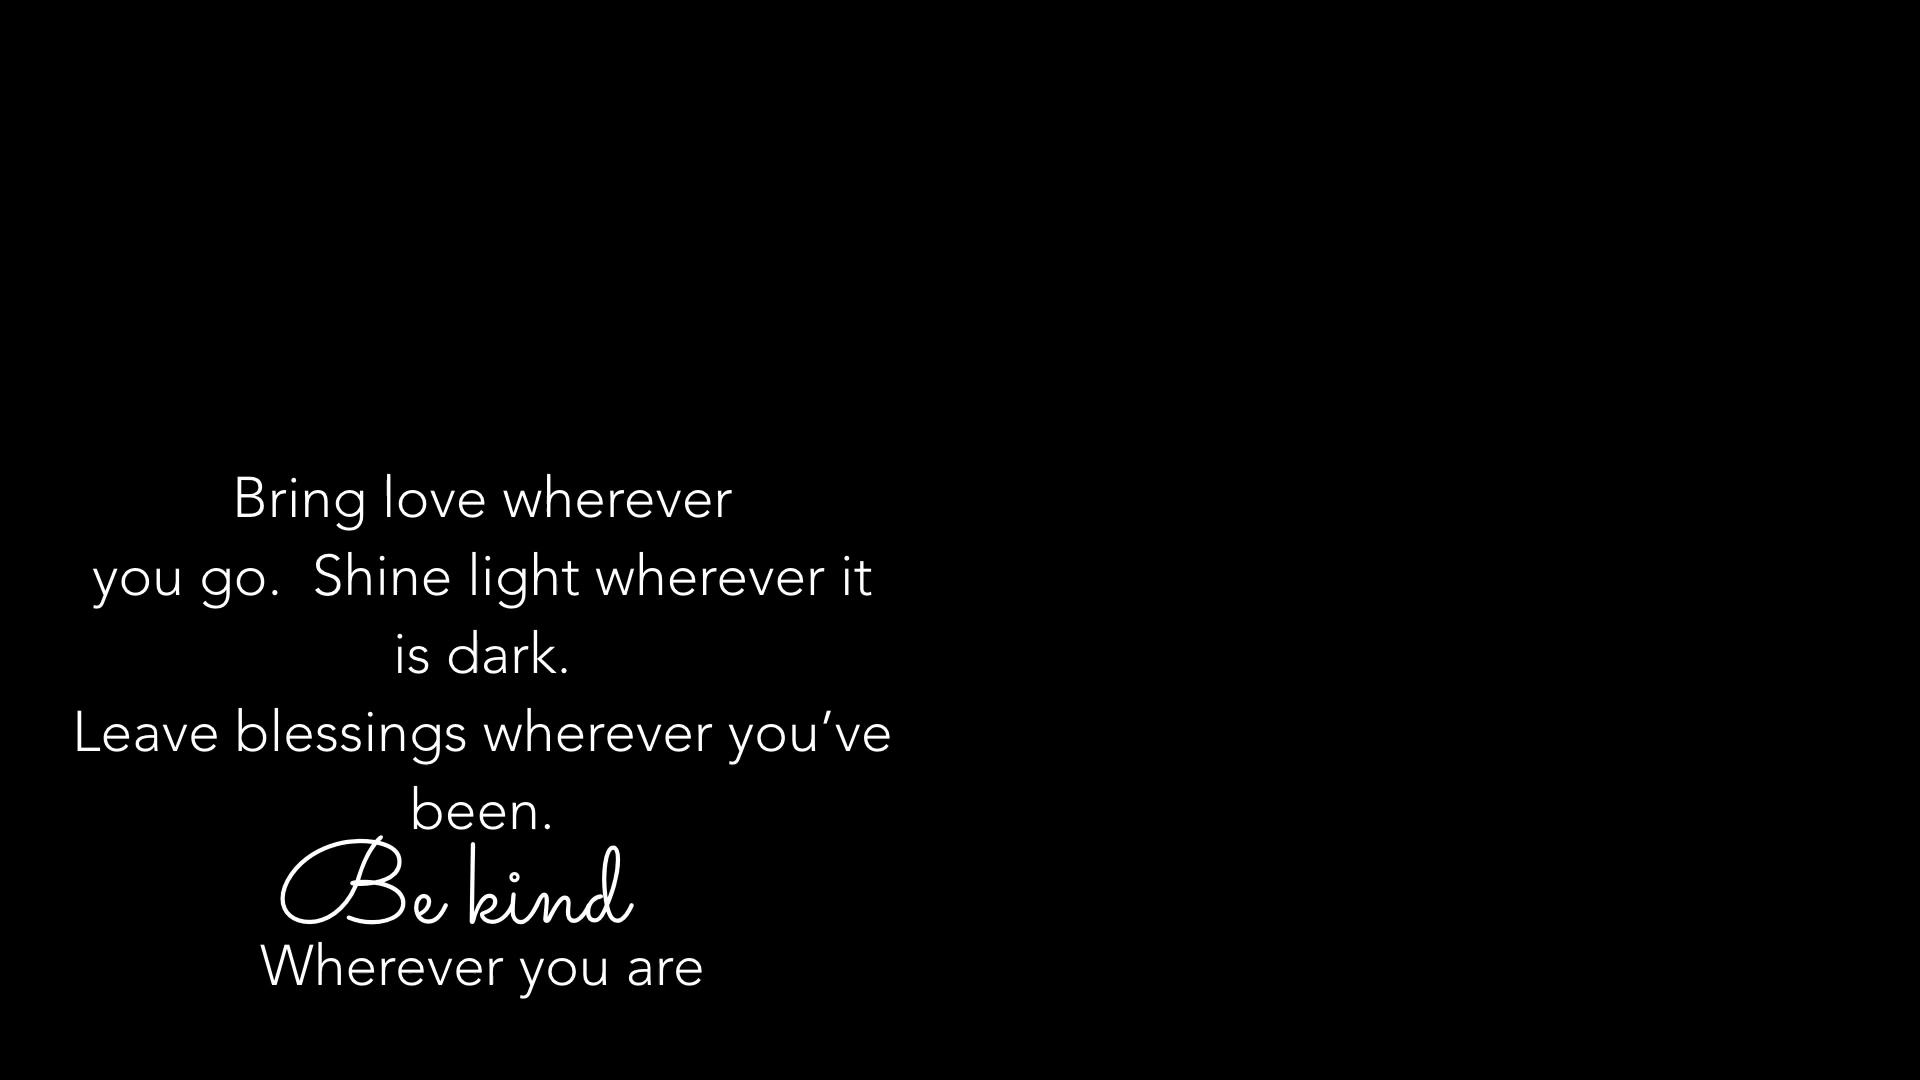 Bring love wherever
you go.  Shine light wherever it
is dark.
Leave blessings wherever you’ve
been.
Be kind
Wherever you are